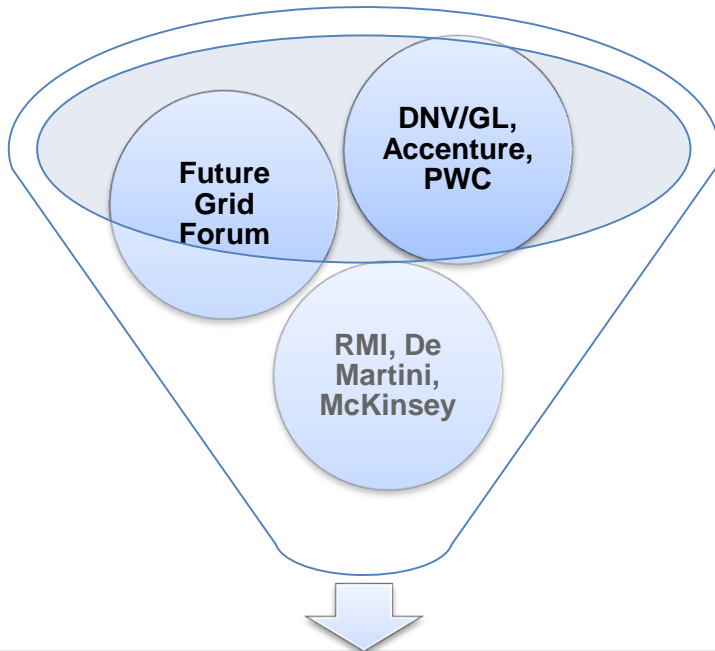 DNV/GL,
Accenture,
PWC
Future
Grid
Forum
RMI, De
Martini,
McKinsey